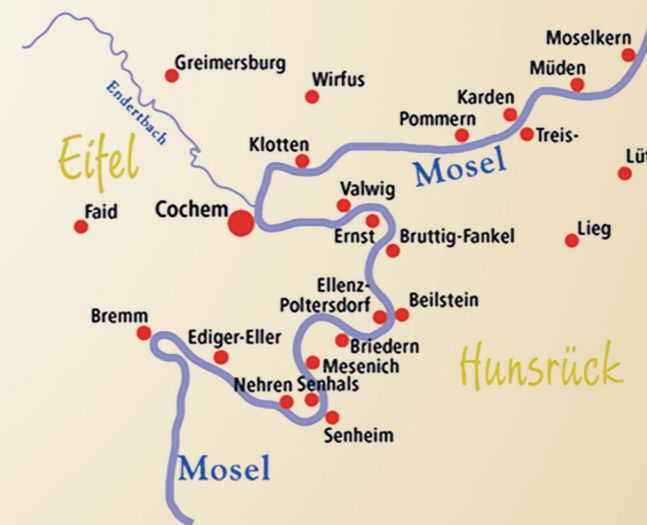 Moselkern
Müden
Greimersburg
Wirfus
Karden
Pommern
Treis-
Endertbach
Klotten
Mosel
Eifel
Lüt
Valwig
Cochem
Faid
Ernst
Bruttig-Fankel
Lieg
Ellenz-
Poltersdorf
Beilstein
Bremm
Ediger-Eller
Briedern
Mesenich
Hunsrück
Nehren
Senhals
Senheim
Mosel